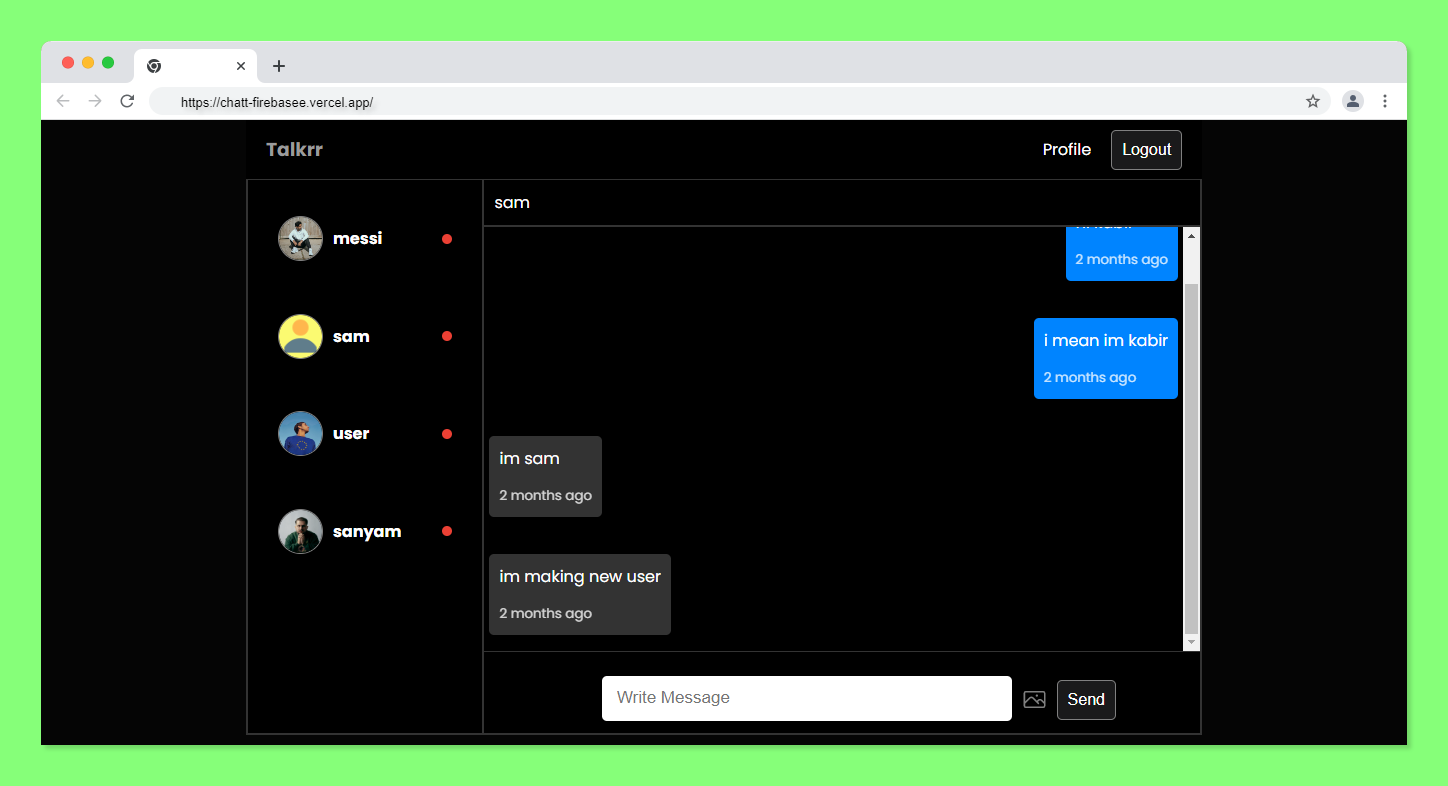 https://chatt-firebasee.vercel.app/
Talkrr
Profile
Logout
messi
sam
user
sanyam
sam
2 months ago
i mean im kabir
2 months ago
im sam
2 months ago
im making new user
2 months ago
Write Message
Send